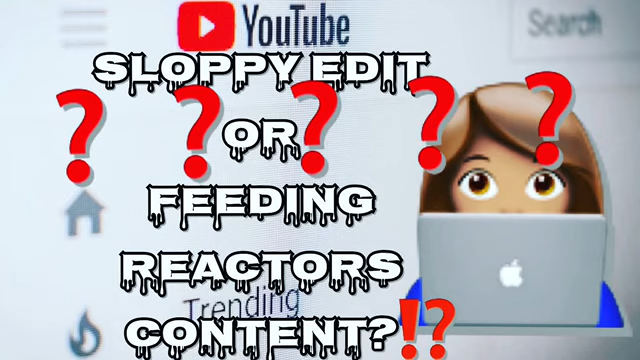 YouTube
Search
SLOPPY EDIT
❓❓❓❓❓
OR
FEEDING
REACTORS
Trending
CONTENT?⁉️